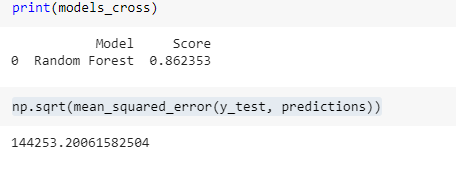 print(models_cross)
Model Score
0 Random Forest 0.862353
np.sqrt(mean_squared_error(y_test, predictions))
144253.20061582504